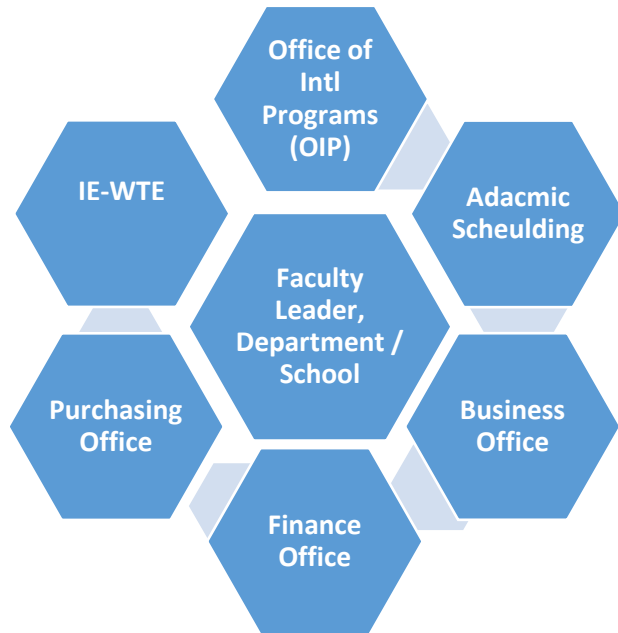 Office of
Intl
Programs
(OIP)
IE-WTE
Adacmic
Scheulding
Faculty
Leader,
Department /
School
Purchasing
Office
Business
Office
Finance
Office